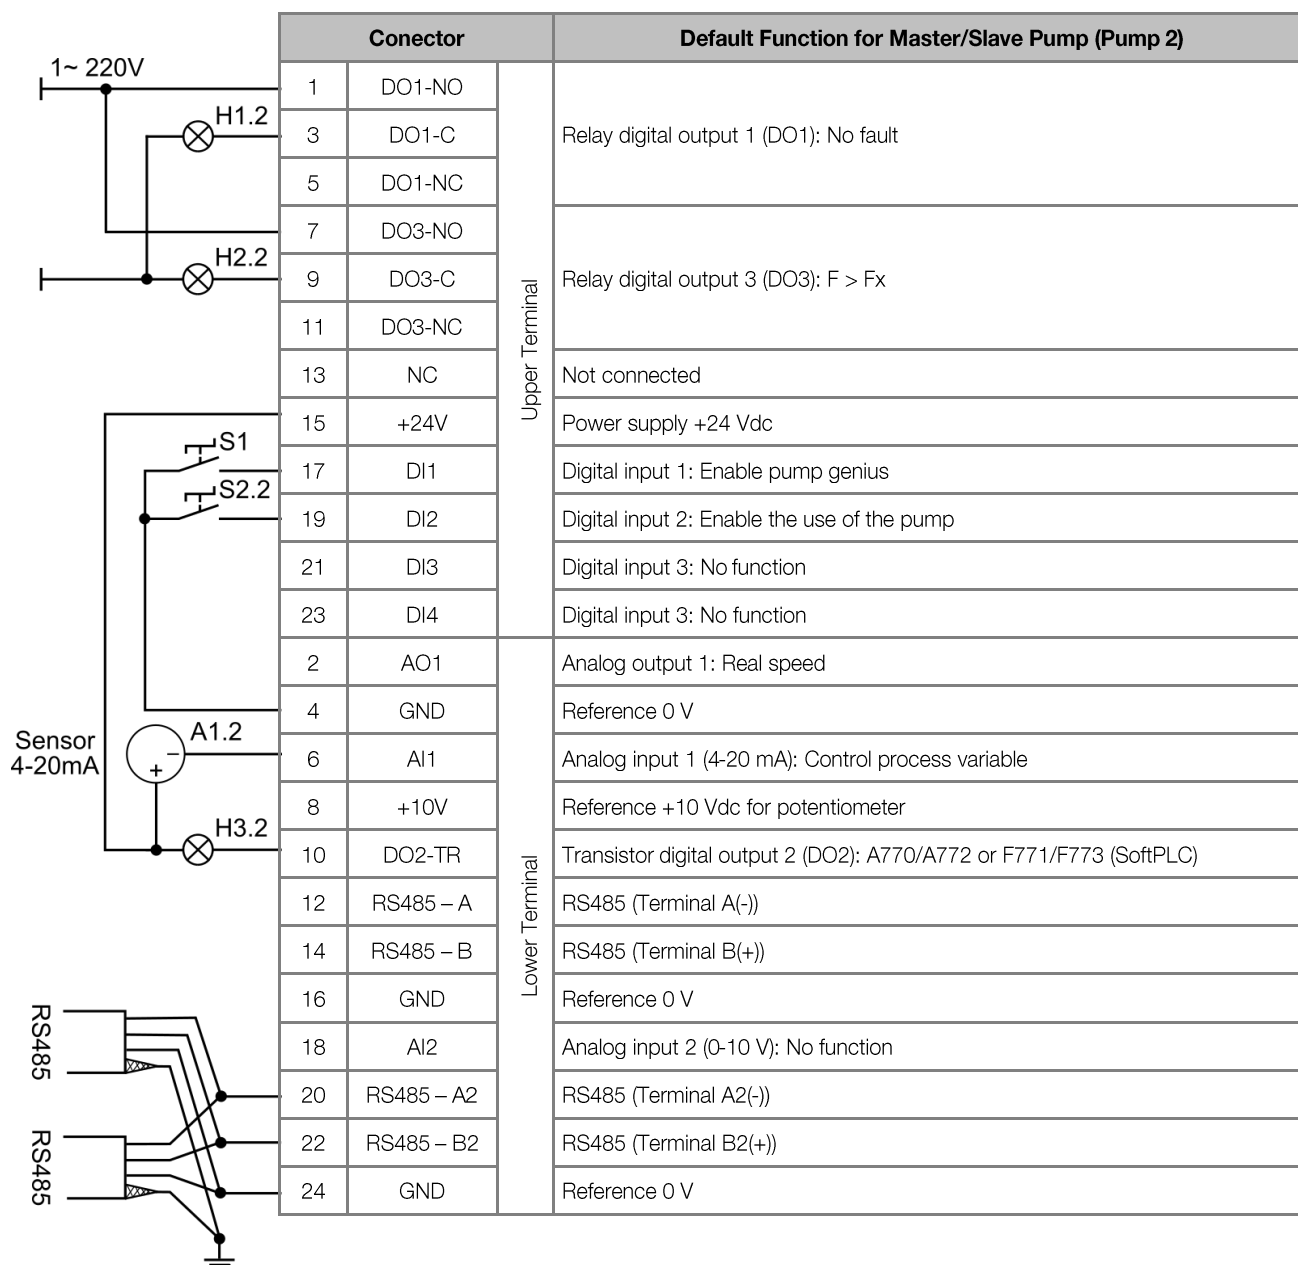 Conector Default Function for Master/Slave Pump (Pump 2)
1~ 220V
H1.2
H2.2
S1
S2.2
Sensor
4-20mA
A1.2
−
+
H3.2
RS485
RS485
1 DO1-NO
3 DO1-C Relay digital output 1 (DO1): No fault
5 DO1-NC
7 DO3-NO
9 DO3-C Relay digital output 3 (DO3): F > Fx
11 DO3-NC
13 NC Not connected
15 +24V Power supply +24 Vdc
17 DI1 Digital input 1: Enable pump genius
19 DI2 Digital input 2: Enable the use of the pump
21 DI3 Digital input 3: No function
23 DI4 Digital input 3: No function
Upper Terminal
2 AO1 Analog output 1: Real speed
4 GND Reference 0 V
6 AI1 Analog input 1 (4-20 mA): Control process variable
8 +10V Reference +10 Vdc for potentiometer
10 DO2-TR Transistor digital output 2 (DO2): A770/A772 or F771/F773 (SoftPLC)
12 RS485 – A RS485 (Terminal A(-))
14 RS485 – B RS485 (Terminal B(+))
16 GND Reference 0 V
18 AI2 Analog input 2 (0-10 V): No function
20 RS485 – A2 RS485 (Terminal A2(-))
22 RS485 – B2 RS485 (Terminal B2(+))
24 GND Reference 0 V
Lower Terminal